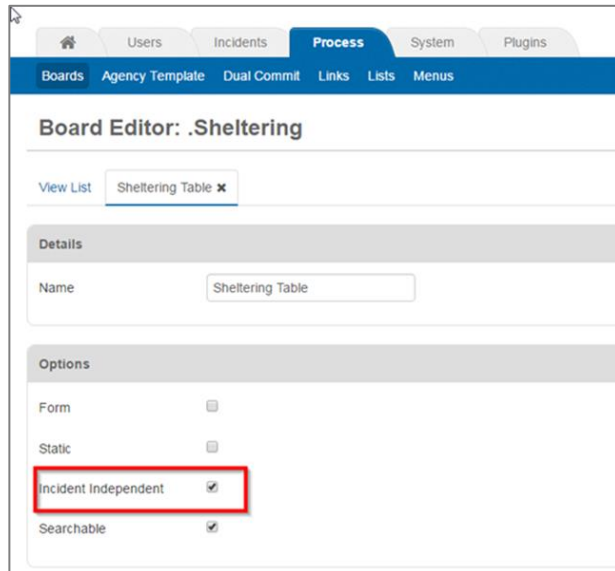 Users Incidents Process System Plugins
Boards Agency Template Dual Commit Links Lists Menus
Board Editor: .Sheltering
View List Sheltering Table ✖
Details
Name Sheltering Table
Options
Form
Static
Incident Independent
Searchable